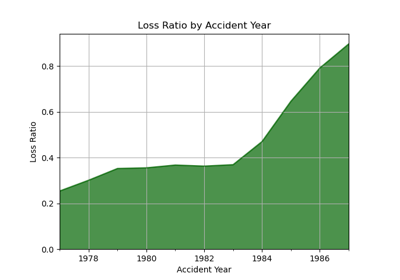 Loss Ratio by Accident Year
Loss Ratio
0.8
0.6
0.4
0.2
0.0
1978 1980 1982 1984 1986
Accident Year